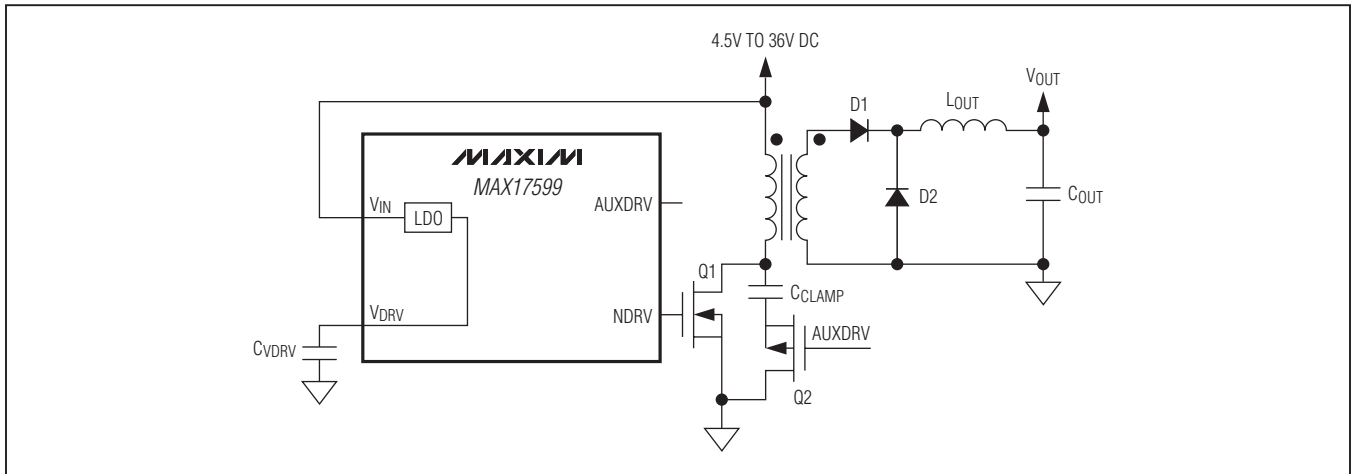 4.5V TO 36V DC
VOUT
D1
LOUT
MAXIM
MAX17599
VIN
LDO
AUXDRV
D2
COUT
Q1
CCLAMP
VDRV
NDRV
AUXDRV
CVDRV
Q2